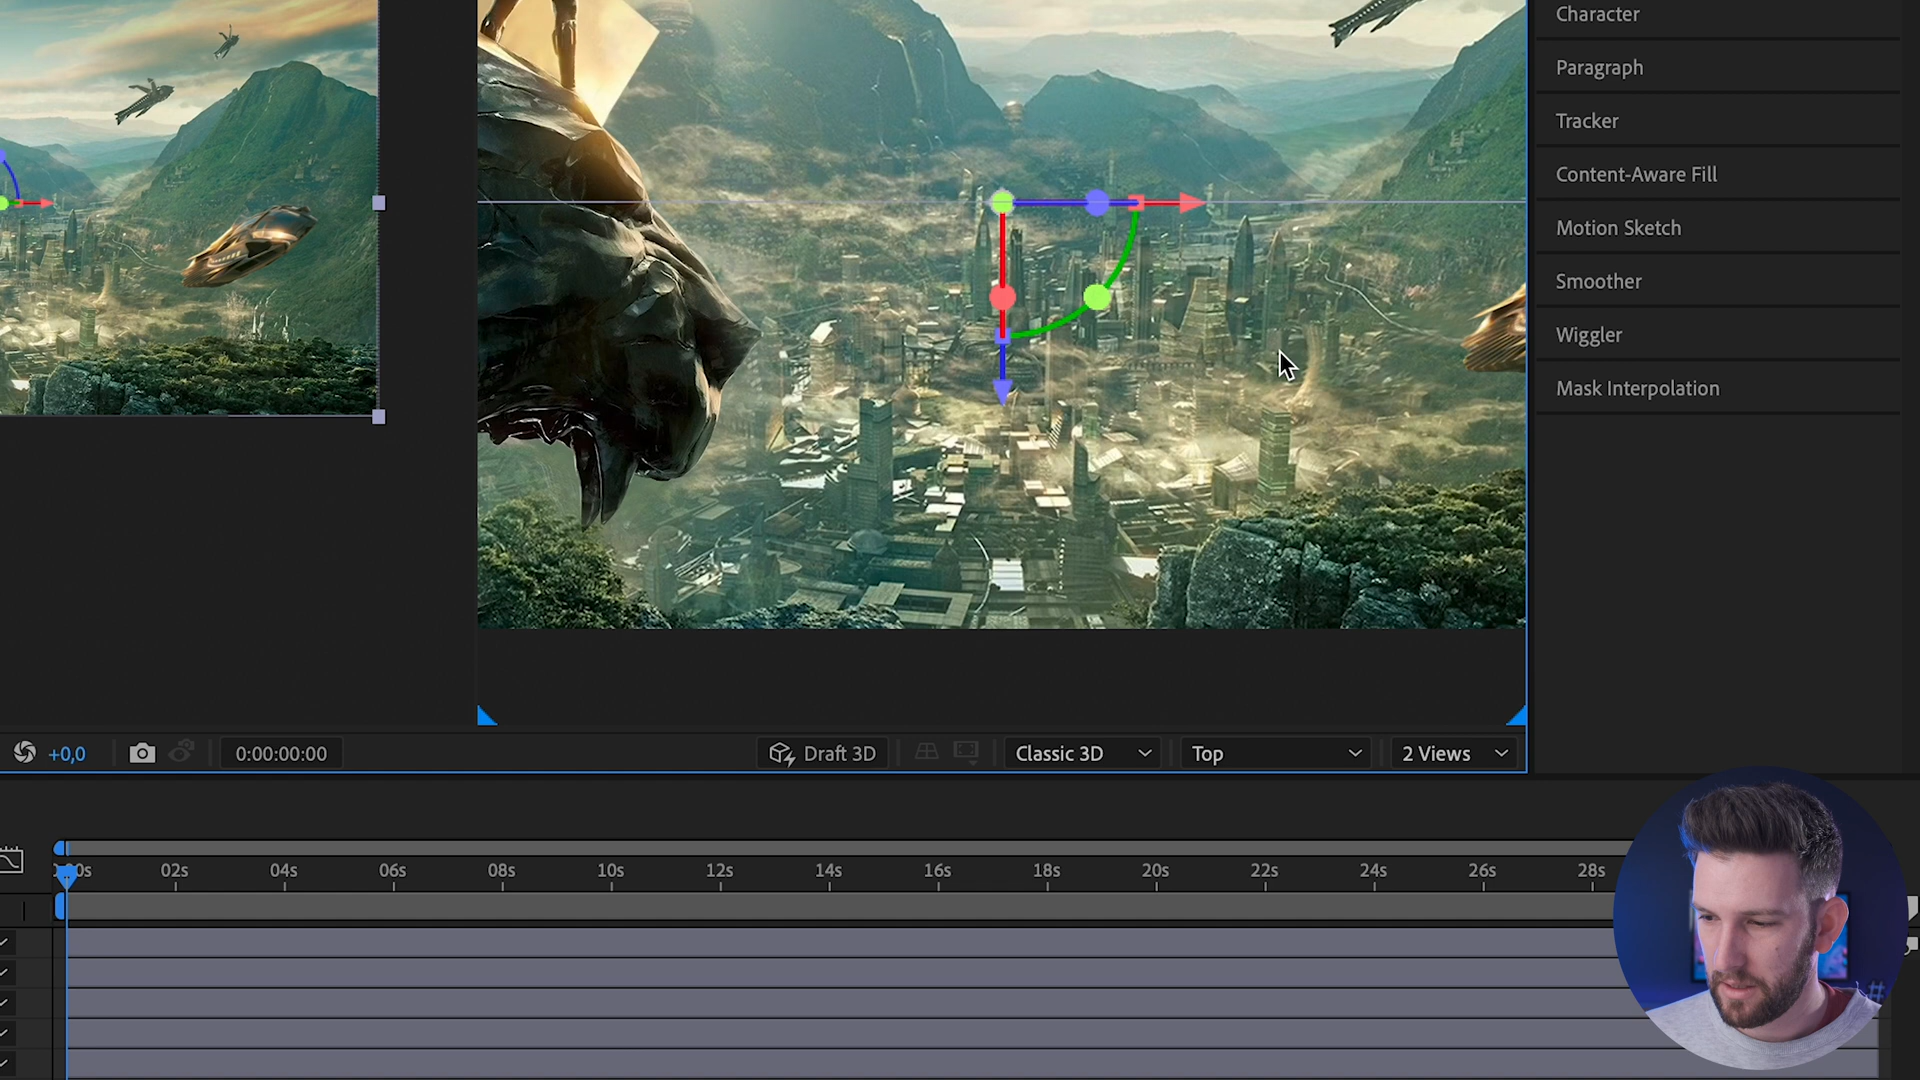 Character
Paragraph
Tracker
Content-Aware Fill
Motion Sketch
Smoother
Wiggler
Mask Interpolation
+0,0
0:00:00:00
Draft 3D
Classic 3D
Top
2 Views
02s
04s
06s
08s
10s
12s
14s
16s
18s
20s
22s
24s
26s
28s
#